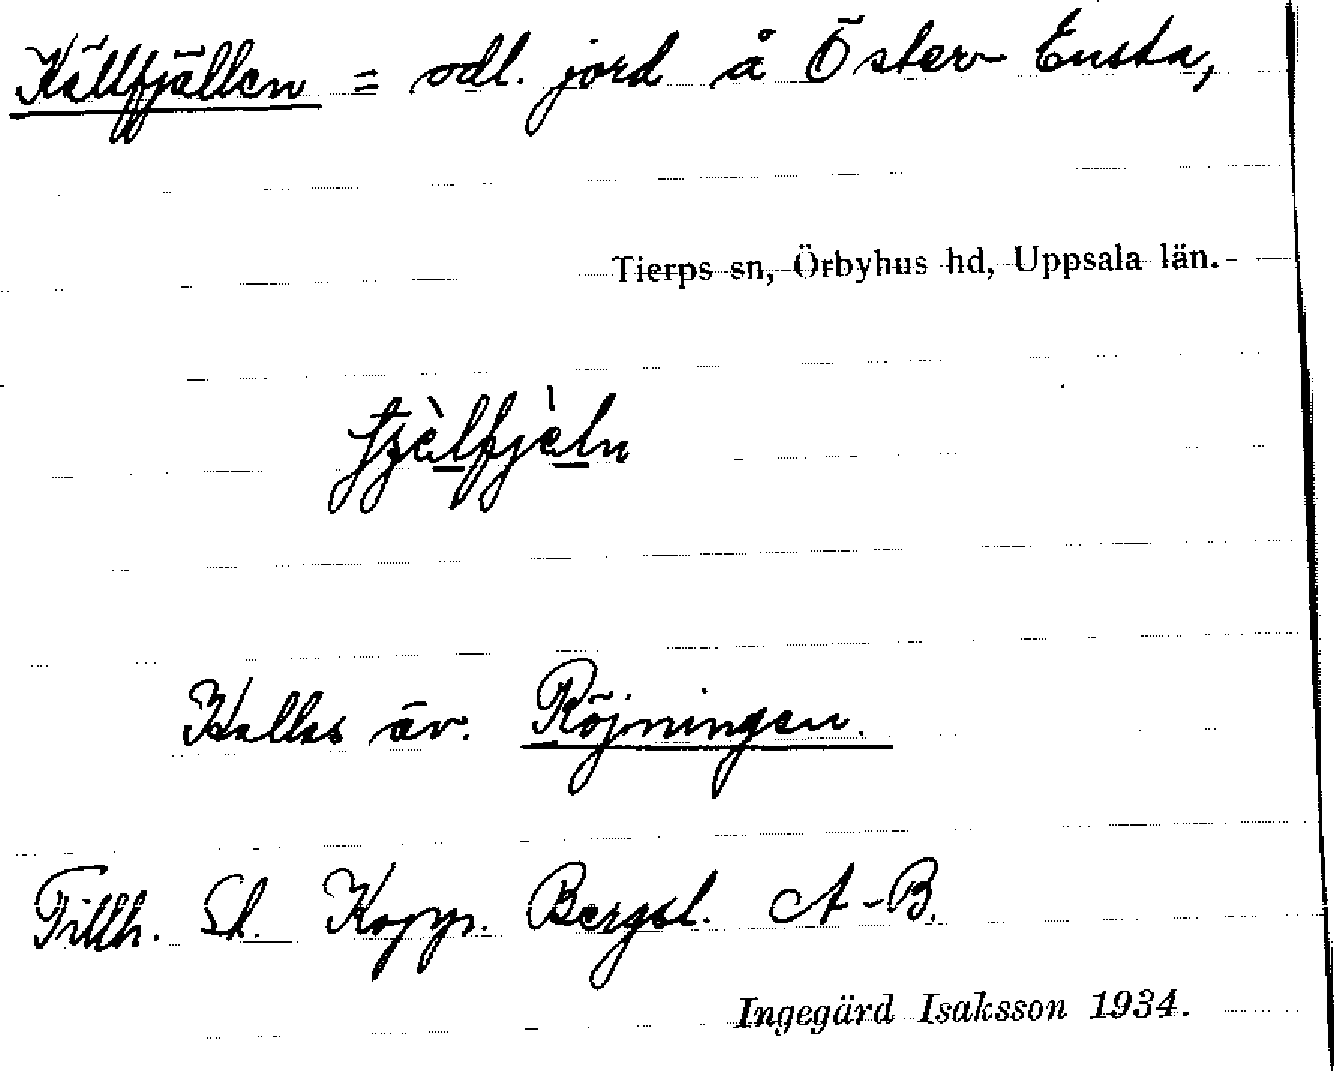 Källfjällen = odl. jord å Öster Ensta,
Tierps sn, Örbyhus hd, Uppsala län.
Kallas äv. Röjningen.
Tillh. St. Kopp. Bergsl. A-B.
Ingegärd Isaksson 1934.